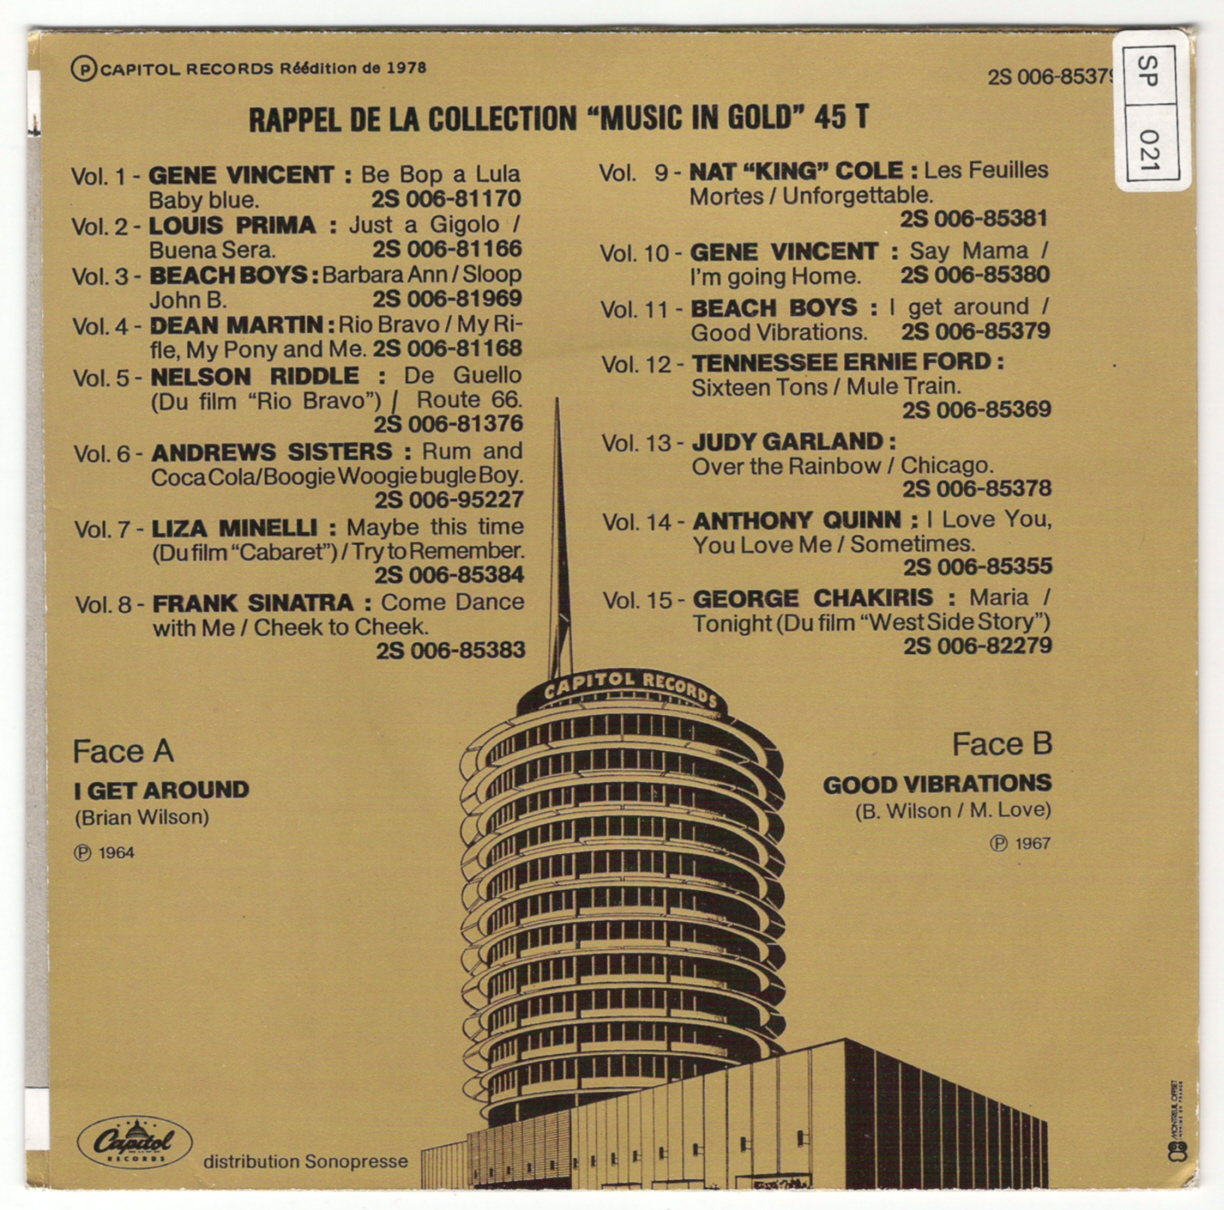 Ⓟ CAPITOL RECORDS Réédition de 1978
2S 006-85379
SP 021
RAPPEL DE LA COLLECTION “MUSIC IN GOLD” 45 T
Vol. 1 - GENE VINCENT : Be Bop a Lula
Baby blue. 2S 006-81170
Vol. 2 - LOUIS PRIMA : Just a Gigolo /
Buena Sera. 2S 006-81166
Vol. 3 - BEACH BOYS : Barbara Ann / Sloop
John B. 2S 006-81969
Vol. 4 - DEAN MARTIN : Rio Bravo / My Ri-
fle, My Pony and Me. 2S 006-81168
Vol. 5 - NELSON RIDDLE : De Guello
(Du film “Rio Bravo”) / Route 66.
2S 006-81376
Vol. 6 - ANDREWS SISTERS : Rum and
Coca Cola/Boogie Woogie bugle Boy.
2S 006-95227
Vol. 7 - LIZA MINELLI : Maybe this time
(Du film “Cabaret”) / Try to Remember.
2S 006-85384
Vol. 8 - FRANK SINATRA : Come Dance
with Me / Cheek to Cheek.
2S 006-85383
Vol. 9 - NAT “KING” COLE : Les Feuilles
Mortes / Unforgettable.
2S 006-85381
Vol. 10 - GENE VINCENT : Say Mama /
I'm going Home. 2S 006-85380
Vol. 11 - BEACH BOYS : I get around /
Good Vibrations. 2S 006-85379
Vol. 12 - TENNESSEE ERNIE FORD :
Sixteen Tons / Mule Train.
2S 006-85369
Vol. 13 - JUDY GARLAND :
Over the Rainbow / Chicago.
2S 006-85378
Vol. 14 - ANTHONY QUINN : I Love You,
You Love Me / Sometimes.
2S 006-85355
Vol. 15 - GEORGE CHAKIRIS : Maria /
Tonight (Du film “West Side Story”)
2S 006-82279
CAPITOL RECORDS
Face A
I GET AROUND
(Brian Wilson)
Ⓟ 1964
Face B
GOOD VIBRATIONS
(B. Wilson / M. Love)
Ⓟ 1967
Capitol
RECORDS
distribution Sonopresse
MONTREUIL OFFSET